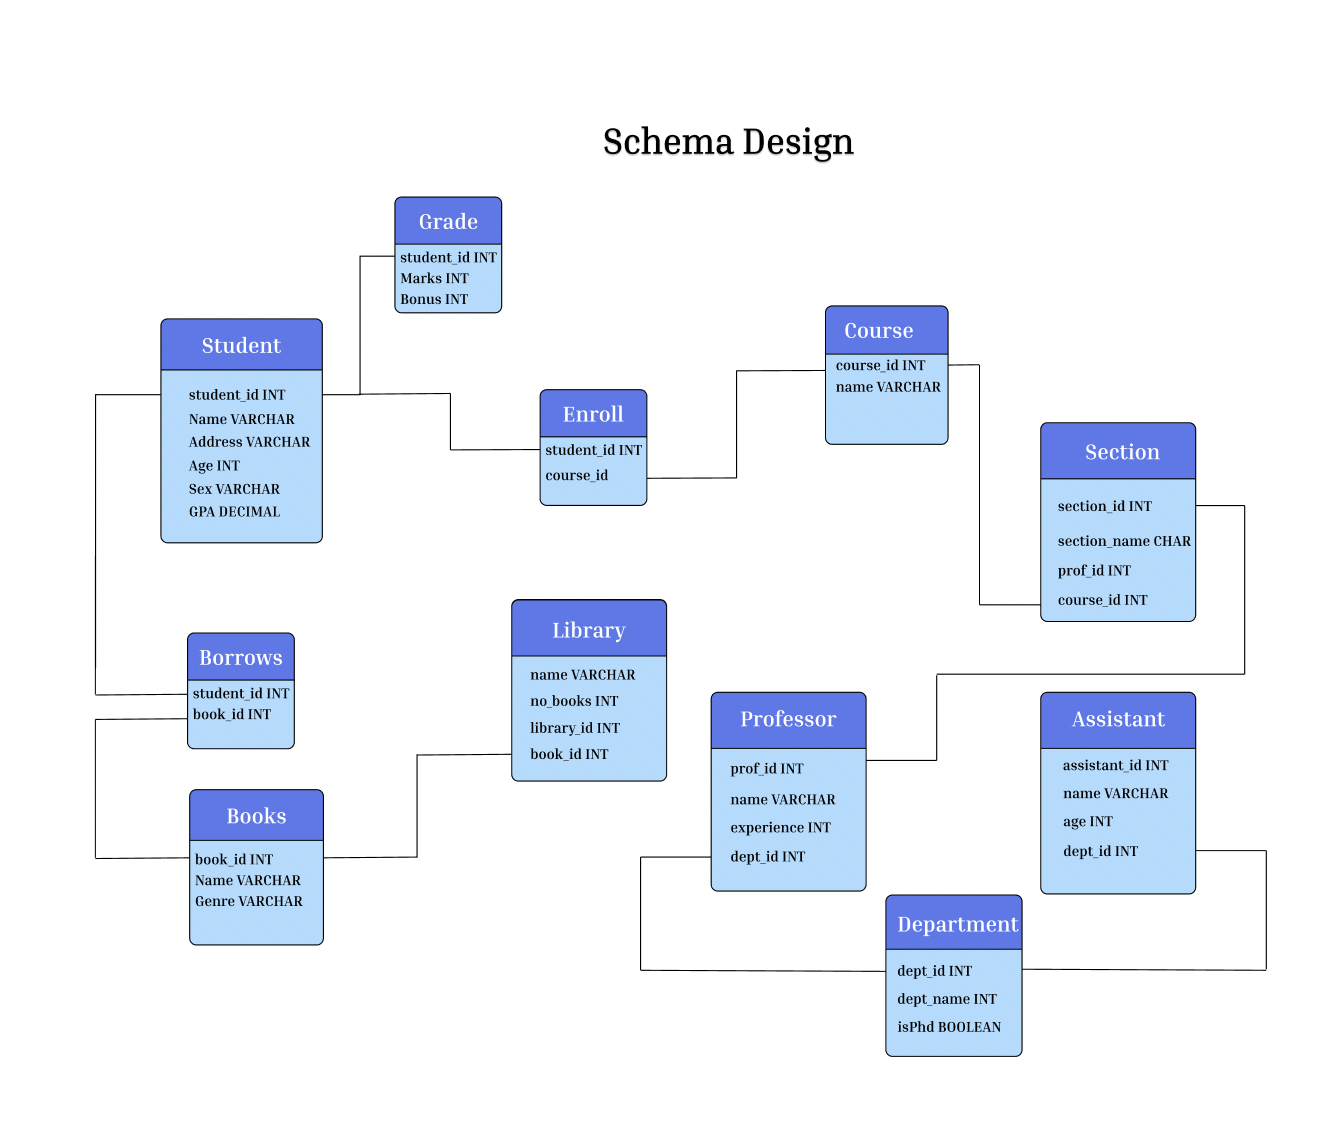 Schema Design
Grade
student_id INT
Marks INT
Bonus INT
Student
student_id INT
Name VARCHAR
Address VARCHAR
Age INT
Sex VARCHAR
GPA DECIMAL
Enroll
student_id INT
course_id
Course
course_id INT
name VARCHAR
Section
section_id INT
section_name CHAR
prof_id INT
course_id INT
Borrows
student_id INT
book_id INT
Library
name VARCHAR
no_books INT
library_id INT
book_id INT
Books
book_id INT
Name VARCHAR
Genre VARCHAR
Professor
prof_id INT
name VARCHAR
experience INT
dept_id INT
Assistant
assistant_id INT
name VARCHAR
age INT
dept_id INT
Department
dept_id INT
dept_name INT
isPhd BOOLEAN